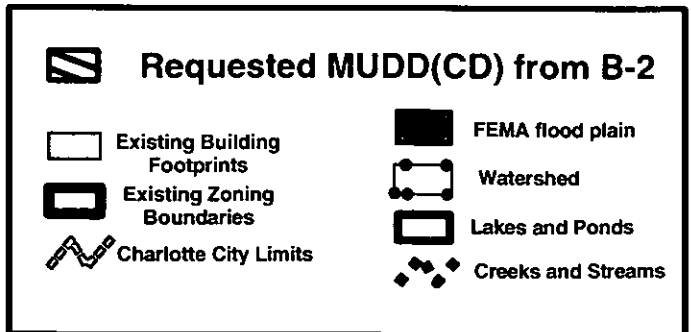 Requested MUDD(CD) from B-2
Existing Building
Footprints
Existing Zoning
Boundaries
Charlotte City Limits
FEMA flood plain
Watershed
Lakes and Ponds
Creeks and Streams